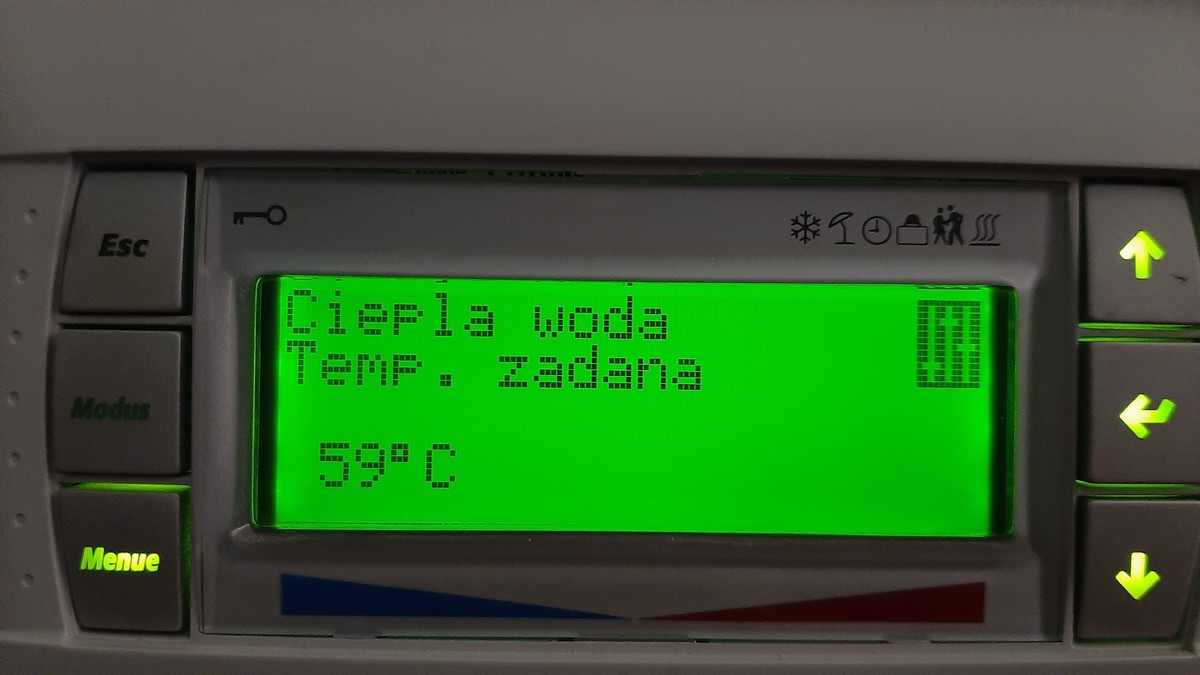 Esc
Modus
Menue
Ciepla woda
Temp. zadana
59°C